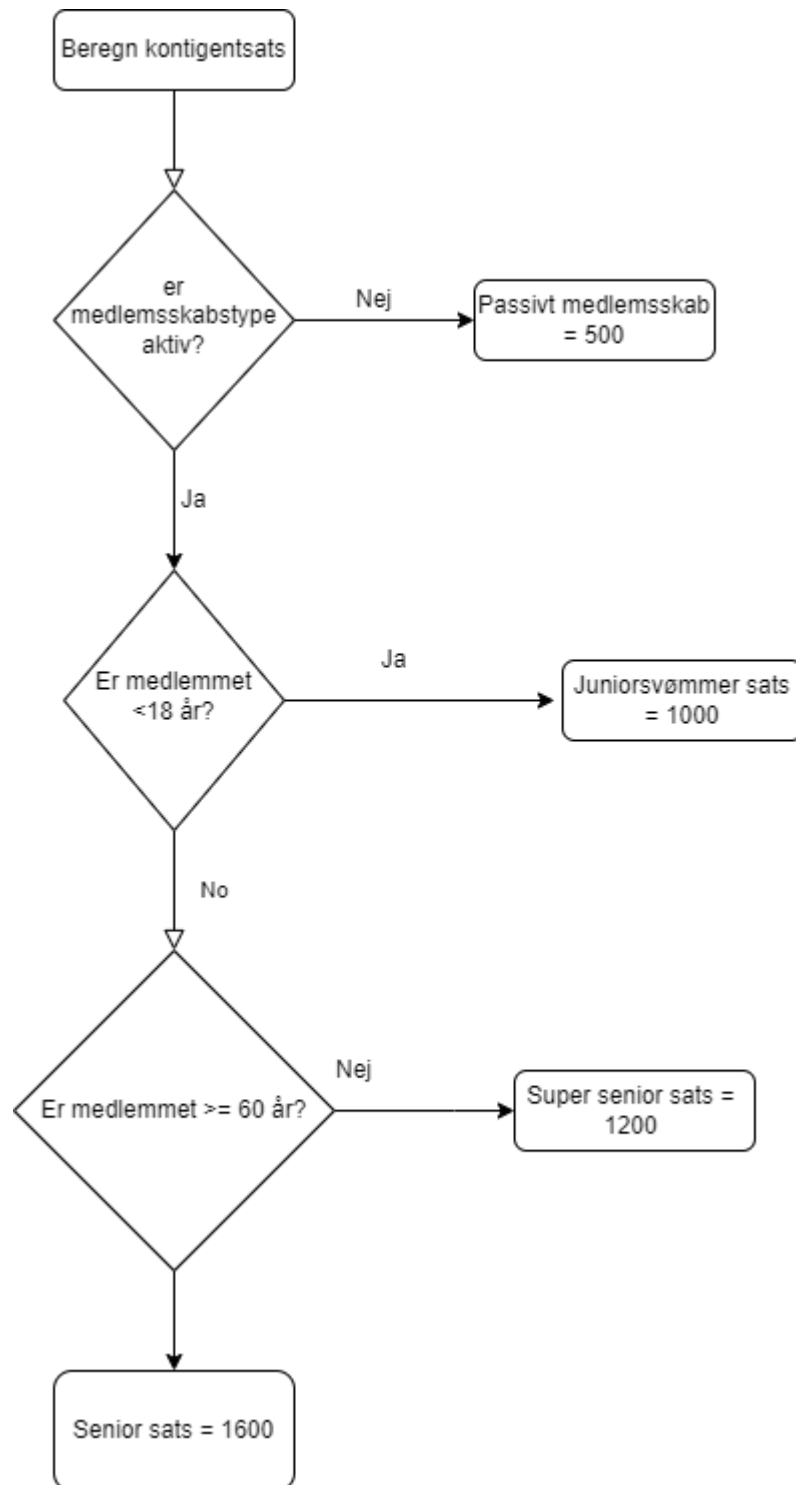 Beregn kontigentsats
er
medlemsskabstype
aktiv?
Nej
Passivt medlemsskab
= 500
Ja
Er medlemmet
<18 år?
Ja
Juniorsvømmer sats
= 1000
No
Er medlemmet >= 60 år?
Nej
Super senior sats =
1200
Senior sats = 1600